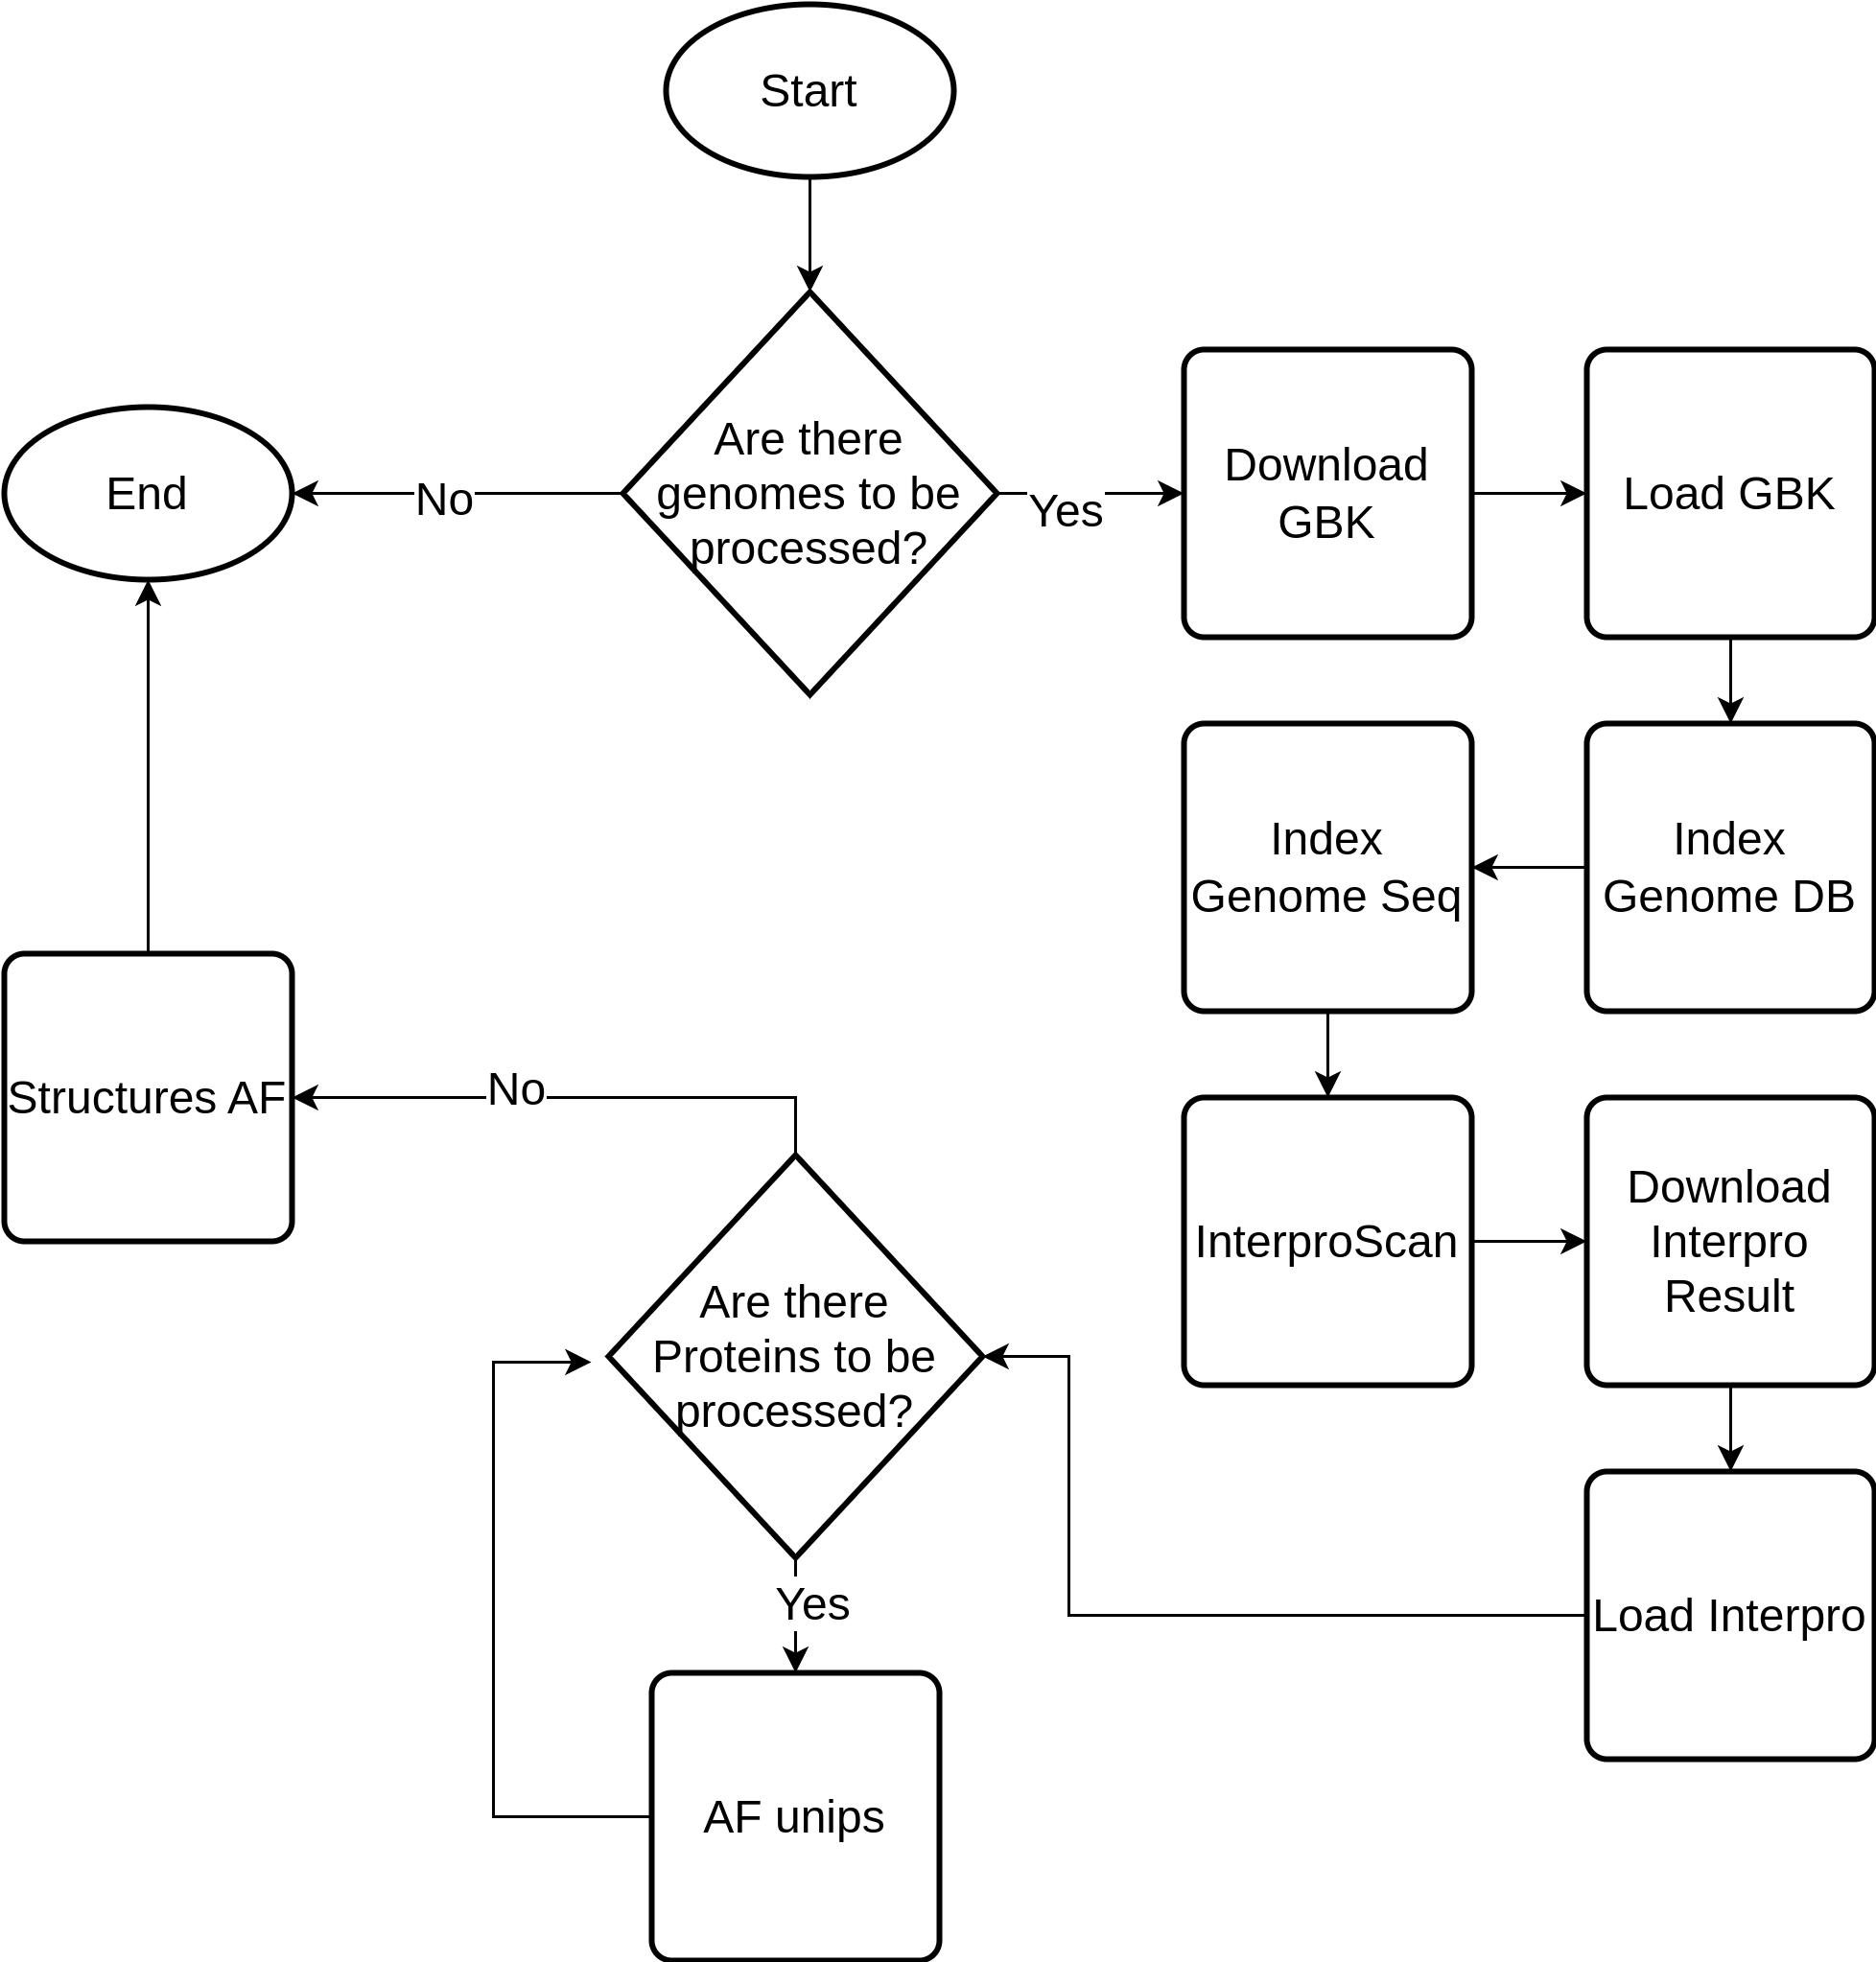 Start
Are there
genomes to be
processed?
No
End
Yes
Download
GBK
Load GBK
Index
Genome DB
Index
Genome Seq
InterproScan
Download
Interpro
Result
Load Interpro
Are there
Proteins to be
processed?
No
Structures AF
Yes
AF unips